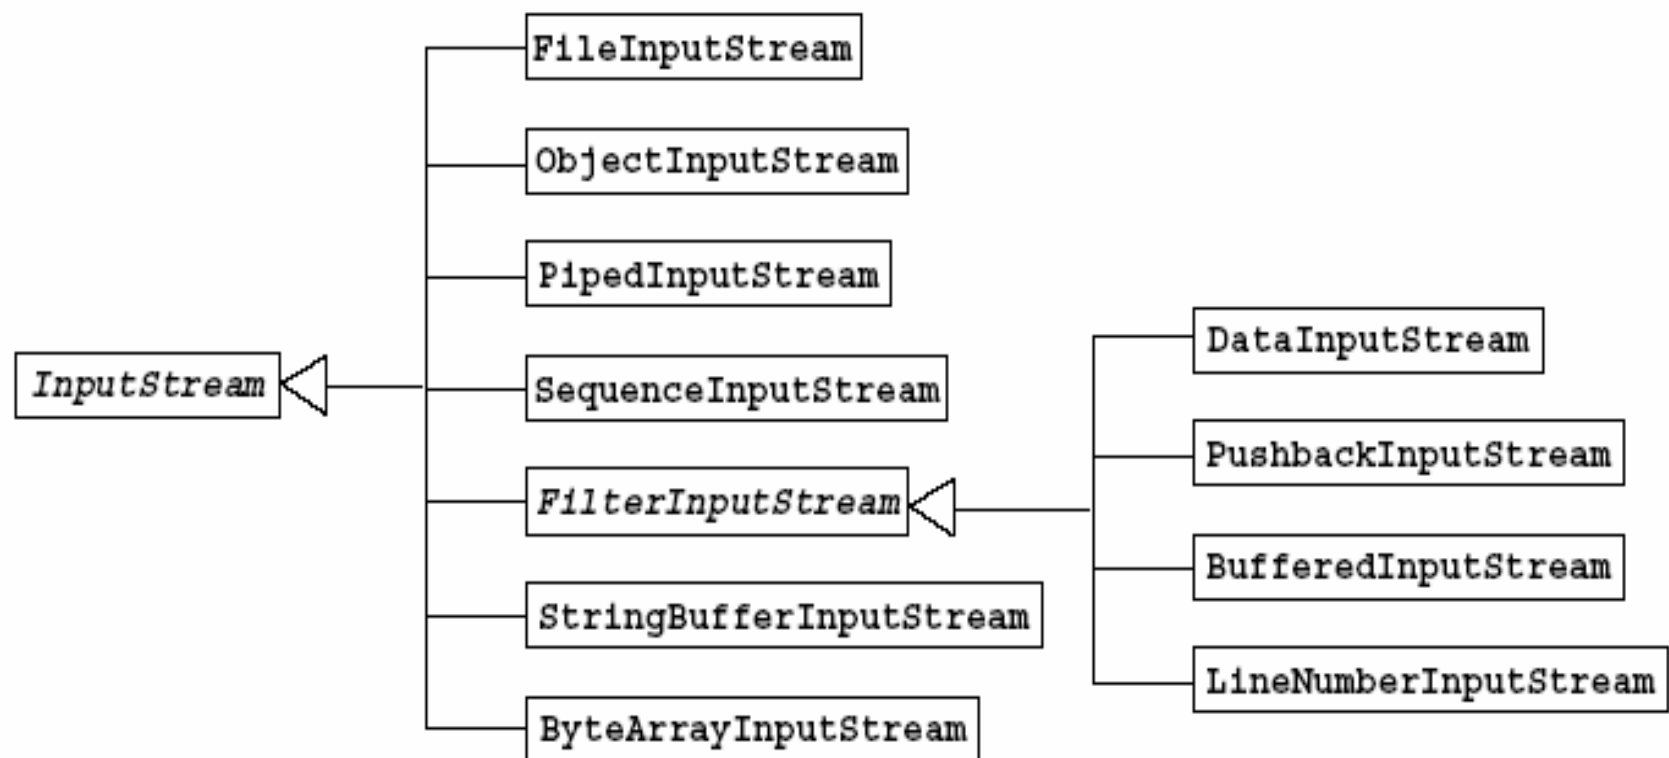 FileInputStream
ObjectInputStream
PipedInputStream
InputStream
SequenceInputStream
FilterInputStream
StringBufferInputStream
ByteArrayInputStream
DataInputStream
PushbackInputStream
BufferedInputStream
LineNumberInputStream